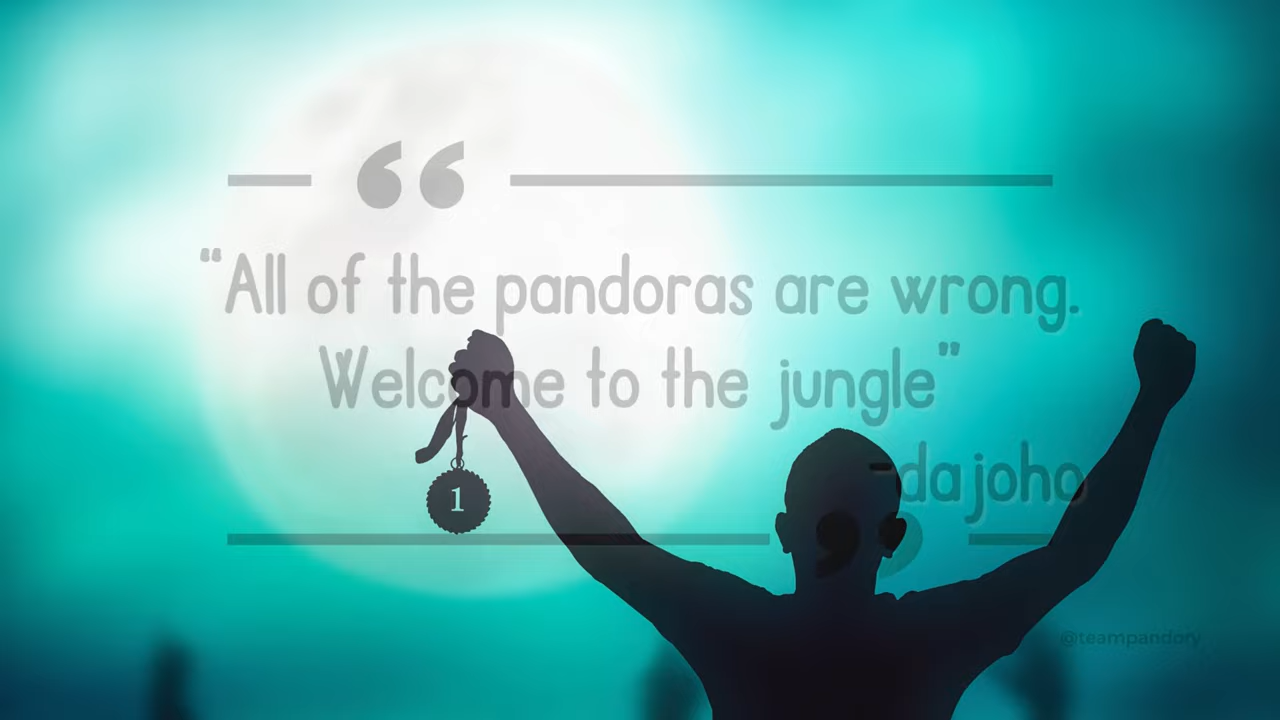 “
“All of the pandoras are wrong.
Welcome to the jungle”
-dajoho
”
1
@teampandory